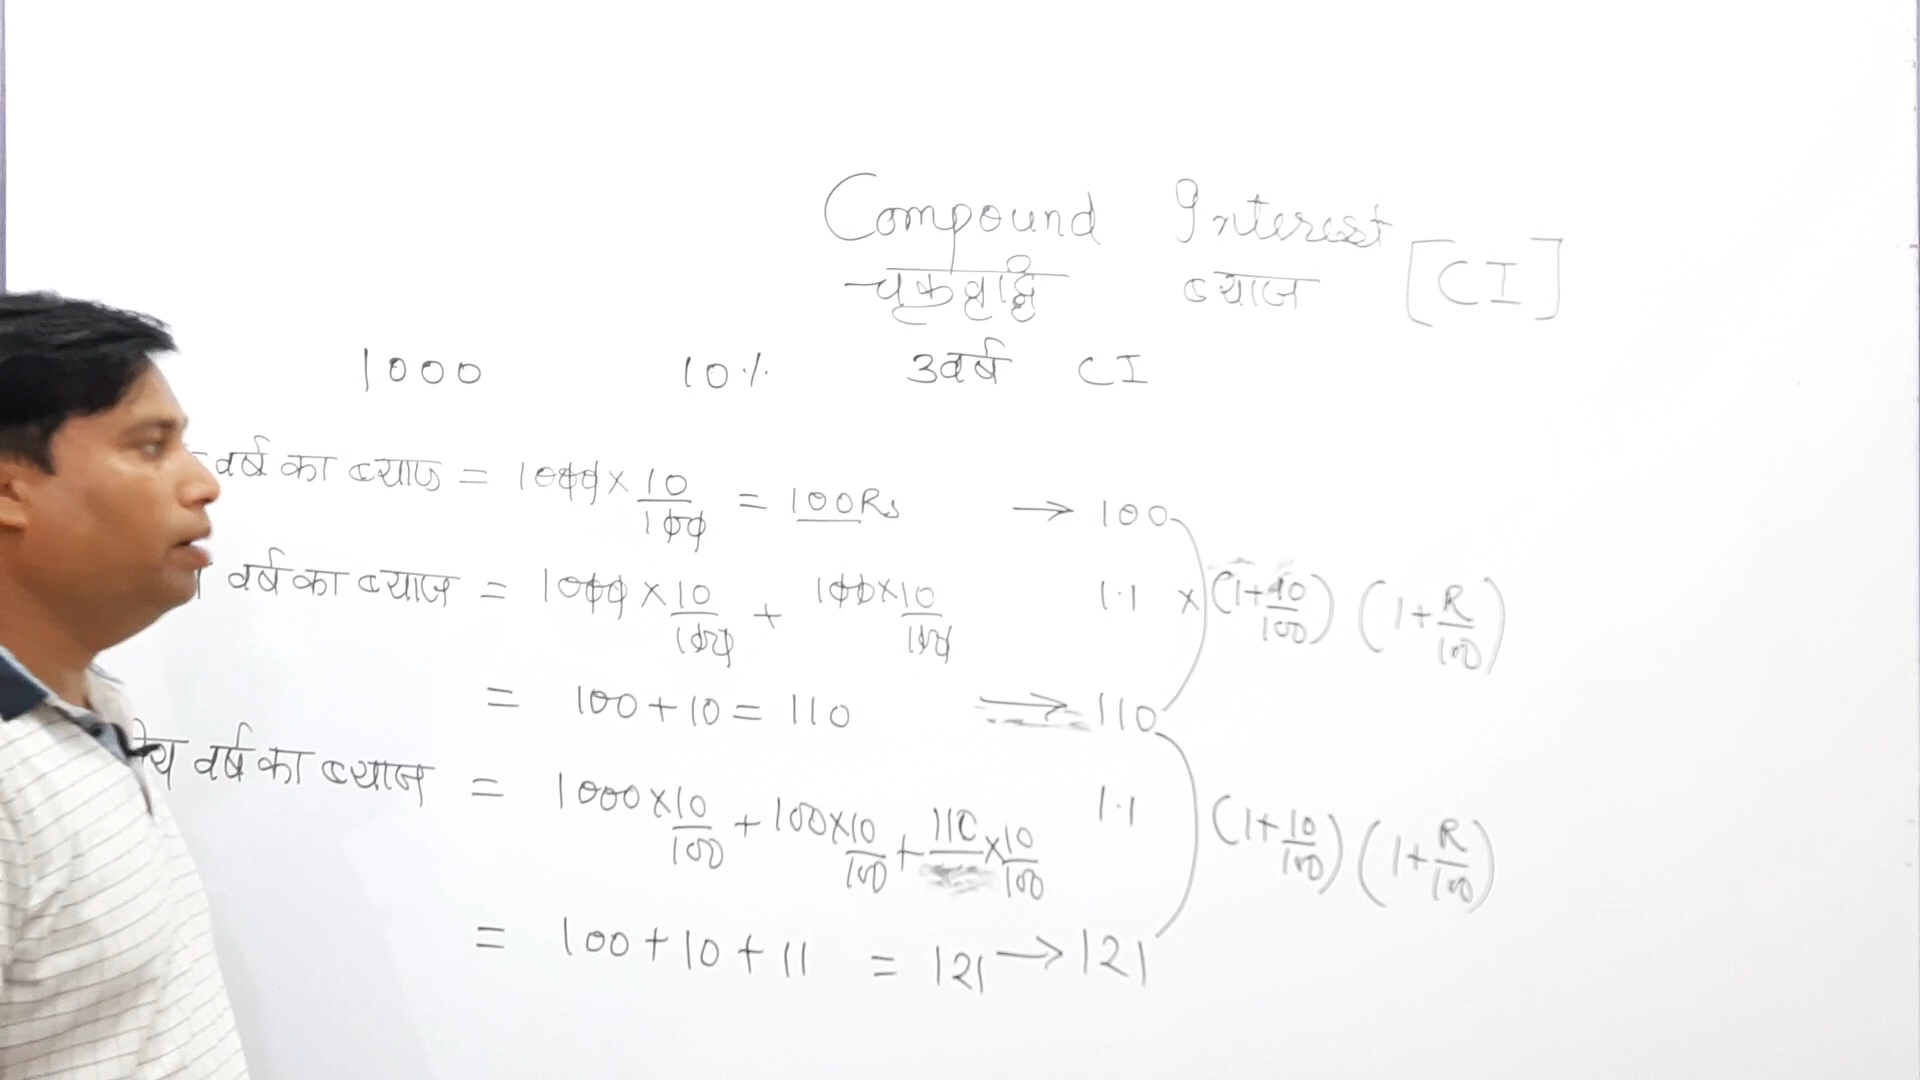 Compound Interest
चक्रवृद्धि ब्याज [CI]
1000 10% 3वर्ष CI
वर्ष का ब्याज = 1000 × 10/100 = 100Rs → 100
वर्ष का ब्याज = 1000 × 10/100 + 100×10/100 1.1 × (1+10/100) (1+R/100)
= 100+10 = 110 → 110
वर्ष का ब्याज = 1000×10/100 + 100×10/100 + 110×10/100 1.1 (1+10/100) (1+R/100)
= 100+10+11 = 121 → 121